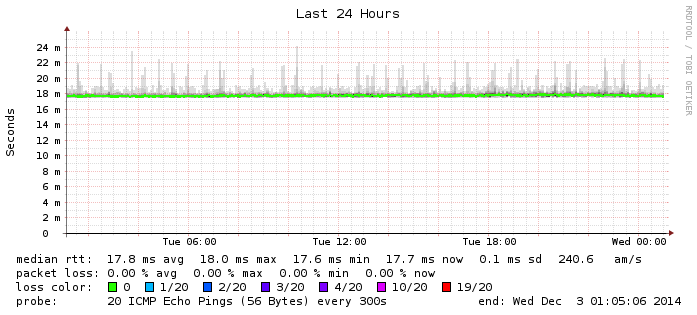 Last 24 Hours
RRDTOOL / TOBI OETIKER
Seconds
24 m
22 m
20 m
18 m
16 m
14 m
12 m
10 m
8 m
6 m
4 m
2 m
0
Tue 06:00 Tue 12:00 Tue 18:00 Wed 00:00
median rtt: 17.8 ms avg 18.0 ms max 17.6 ms min 17.7 ms now 0.1 ms sd 240.6 am/s
packet loss: 0.00 % avg 0.00 % max 0.00 % min 0.00 % now
loss color: 0 1/20 2/20 3/20 4/20 10/20 19/20
probe: 20 ICMP Echo Pings (56 Bytes) every 300s end: Wed Dec 3 01:05:06 2014